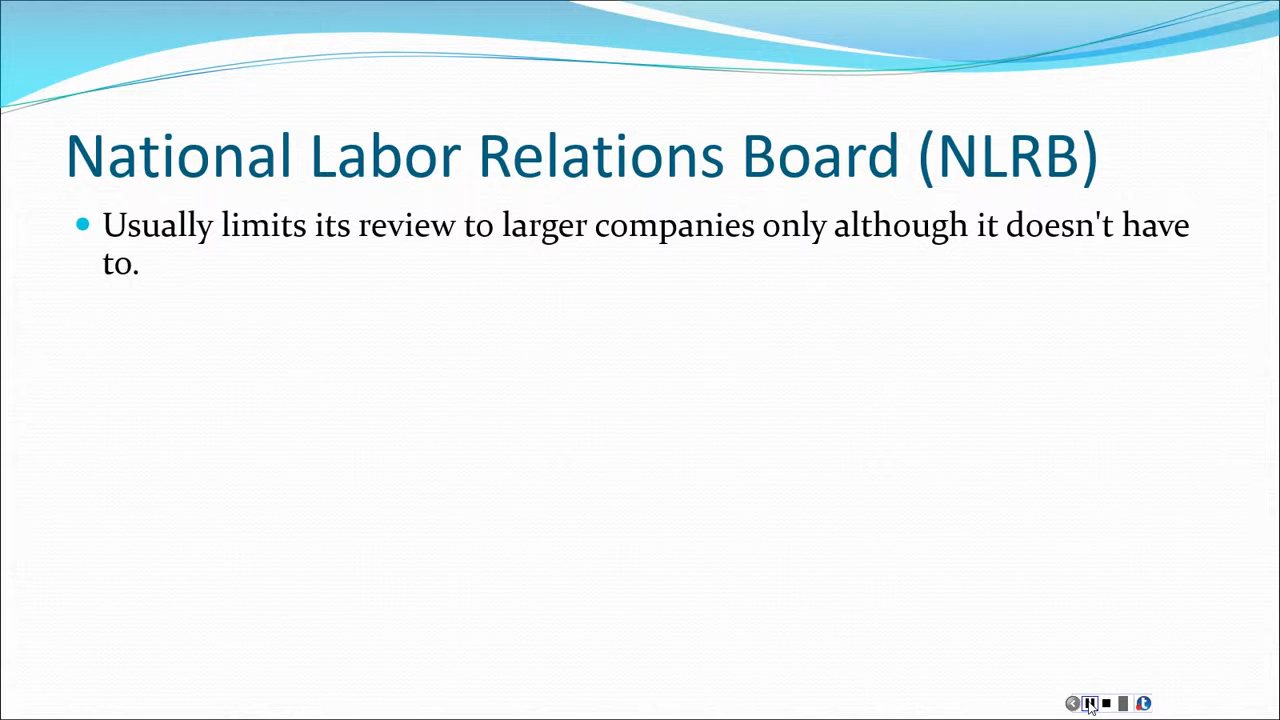 National Labor Relations Board (NLRB)
Usually limits its review to larger companies only although it doesn't have
to.